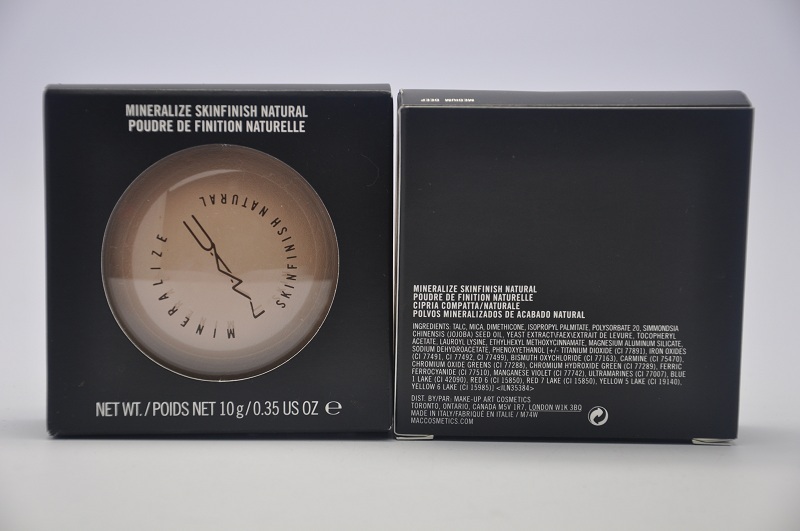 MINERALIZE SKINFINISH NATURAL
POUDRE DE FINITION NATURELLE
MINERALIZE SKINFINISH NATURAL
MAC
NET WT. / POIDS NET 10 g / 0.35 US OZ ℮
MEDIUM DEEP
MINERALIZE SKINFINISH NATURAL
POUDRE DE FINITION NATURELLE
CIPRIA COMPATTA/NATURALE
POLVOS MINERALIZADOS DE ACABADO NATURAL
INGREDIENTS: TALC, MICA, DIMETHICONE, ISOPROPYL PALMITATE, POLYSORBATE 20, SIMMONDSIA
CHINENSIS (JOJOBA) SEED OIL, YEAST EXTRACT\FAEX\EXTRAIT DE LEVURE, TOCOPHERYL
ACETATE, LAUROYL LYSINE, ETHYLHEXYL METHOXYCINNAMATE, MAGNESIUM ALUMINUM SILICATE,
SODIUM DEHYDROACETATE, PHENOXYETHANOL [+/- TITANIUM DIOXIDE (CI 77891), IRON OXIDES
(CI 77491, CI 77492, CI 77499), BISMUTH OXYCHLORIDE (CI 77163), CARMINE (CI 75470),
CHROMIUM OXIDE GREENS (CI 77288), CHROMIUM HYDROXIDE GREEN (CI 77289), FERRIC
FERROCYANIDE (CI 77510), MANGANESE VIOLET (CI 77742), ULTRAMARINES (CI 77007), BLUE
1 LAKE (CI 42090), RED 6 (CI 15850), RED 7 LAKE (CI 15850), YELLOW 5 LAKE (CI 19140),
YELLOW 6 LAKE (CI 15985)] <ILN35384>
DIST. BY/PAR: MAKE-UP ART COSMETICS
TORONTO, ONTARIO, CANADA M5V 1R7, LONDON W1K 3BQ
MADE IN ITALY/FABRIQUÉ EN ITALIE / M74W
MACCOSMETICS.COM